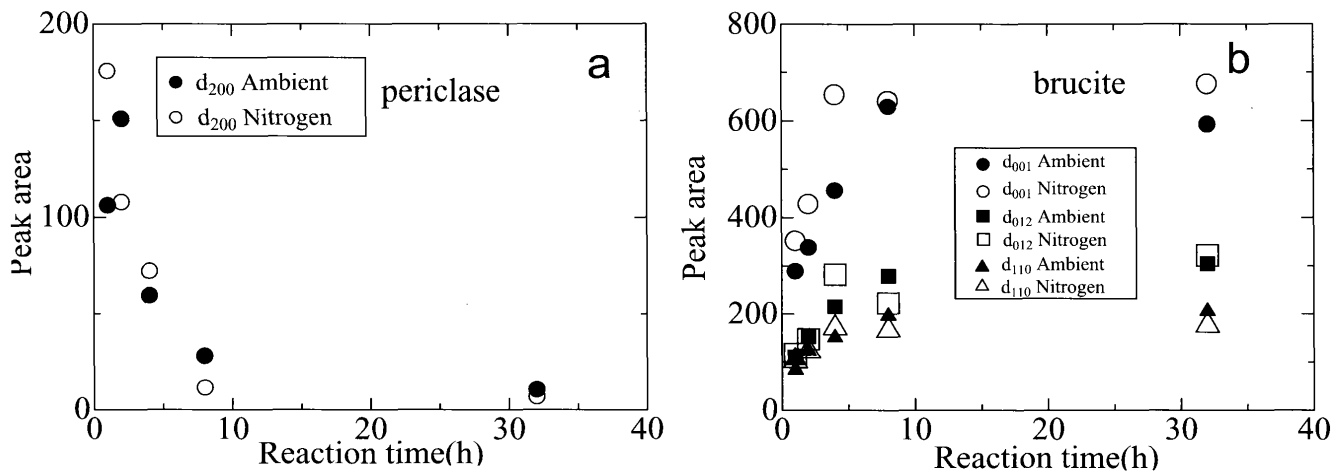 200
100
0
0
10
20
30
40
Peak area
Reaction time(h)
d200 Ambient
d200 Nitrogen
periclase
a
800
600
400
200
0
0
10
20
30
40
Peak area
Reaction time(h)
brucite
b
d001 Ambient
d001 Nitrogen
d012 Ambient
d012 Nitrogen
d110 Ambient
d110 Nitrogen